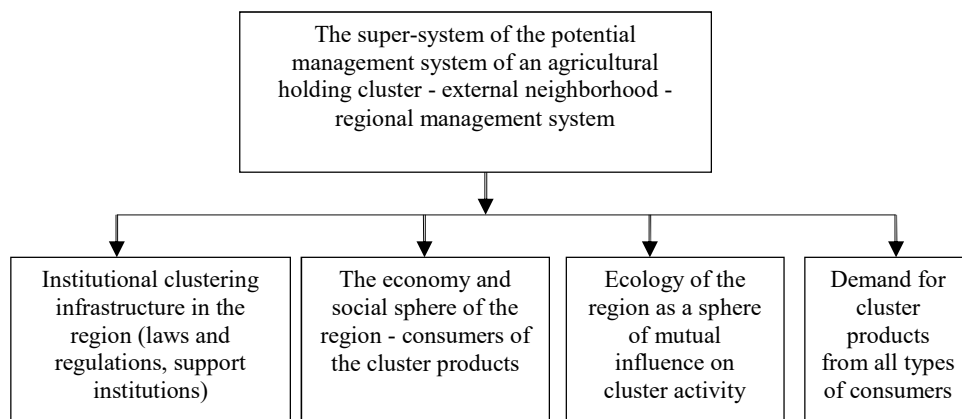 The super-system of the potential
management system of an agricultural
holding cluster - external neighborhood -
regional management system
Institutional clustering
infrastructure in the
region (laws and
regulations, support
institutions)
The economy and
social sphere of the
region - consumers of
the cluster products
Ecology of the
region as a sphere
of mutual
influence on
cluster activity
Demand for
cluster
products
from all types
of consumers